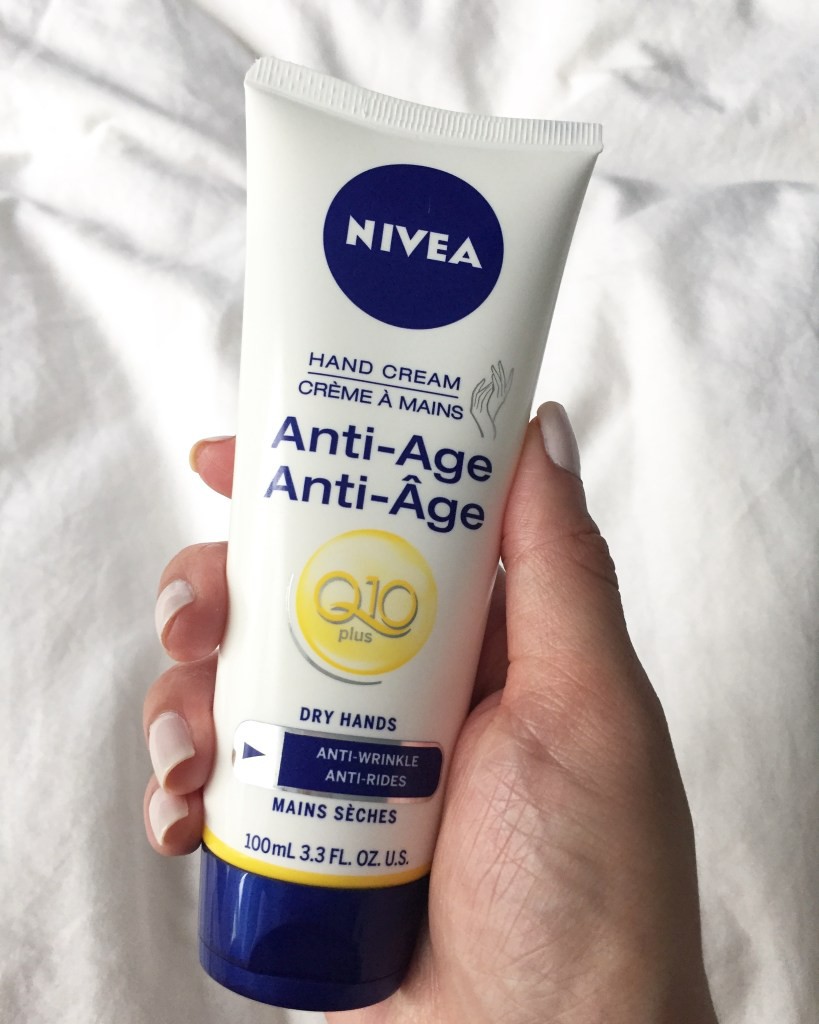 NIVEA
HAND CREAM
CRÈME À MAINS
Anti-Age
Anti-Âge
Q10
plus
DRY HANDS
ANTI-WRINKLE
ANTI-RIDES
MAINS SÈCHES
100mL 3.3 FL. OZ. U.S.